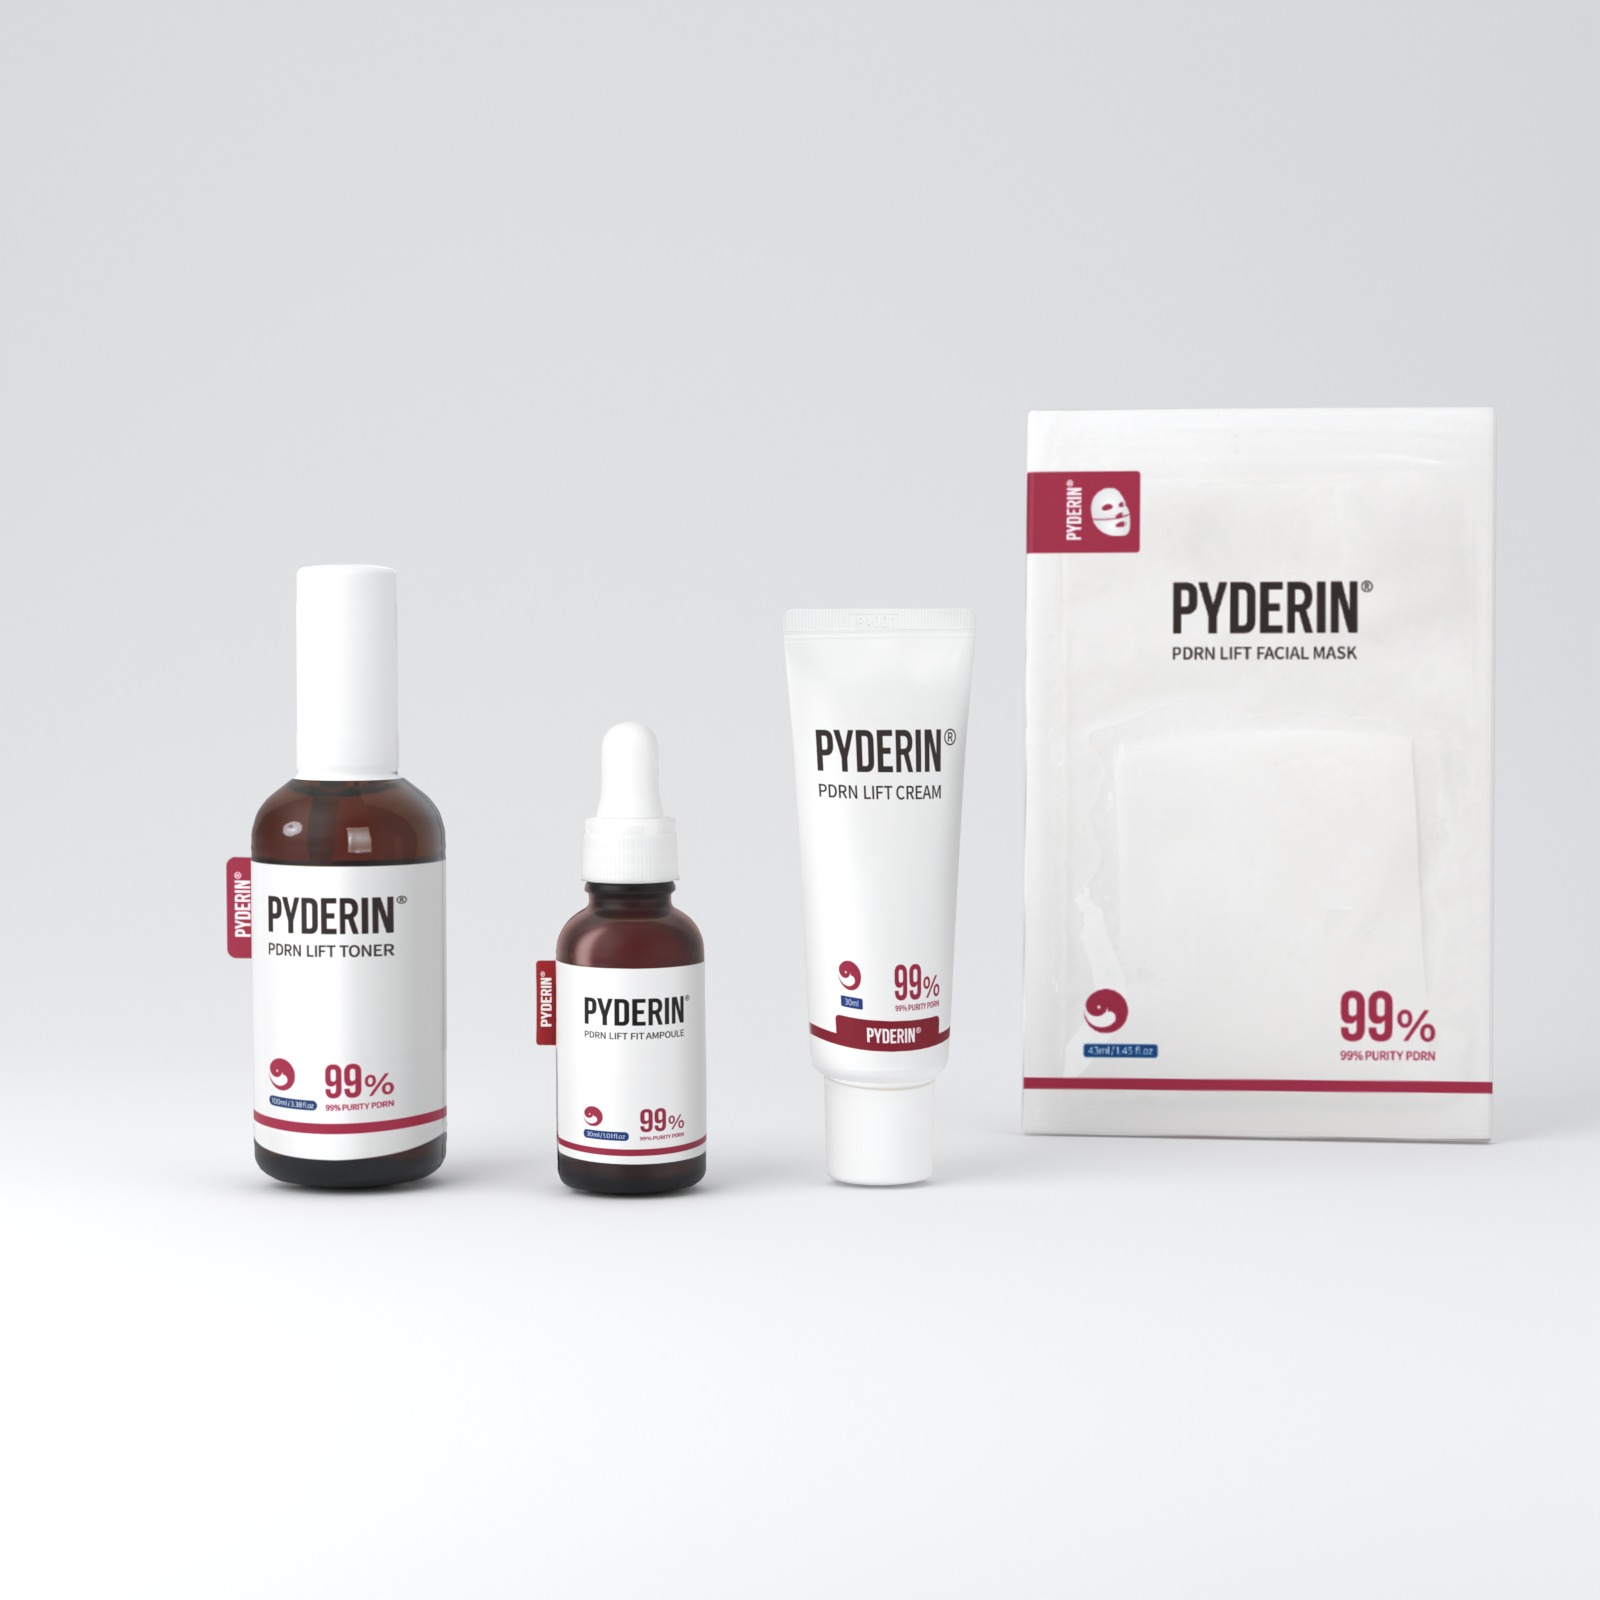 PYDERIN®
PYDERIN®
PDRN LIFT TONER
99%
100ml/3.38fl.oz
99% PURITY PDRN
PYDERIN®
PYDERIN®
PDRN LIFT FIT AMPOULE
99%
30ml/1.01fl.oz
99% PURITY PDRN
PYDERIN®
PDRN LIFT CREAM
99%
30ml
99% PURITY PDRN
PYDERIN®
PYDERIN®
PYDERIN®
PDRN LIFT FACIAL MASK
99%
43ml/1.45 fl.oz
99% PURITY PDRN